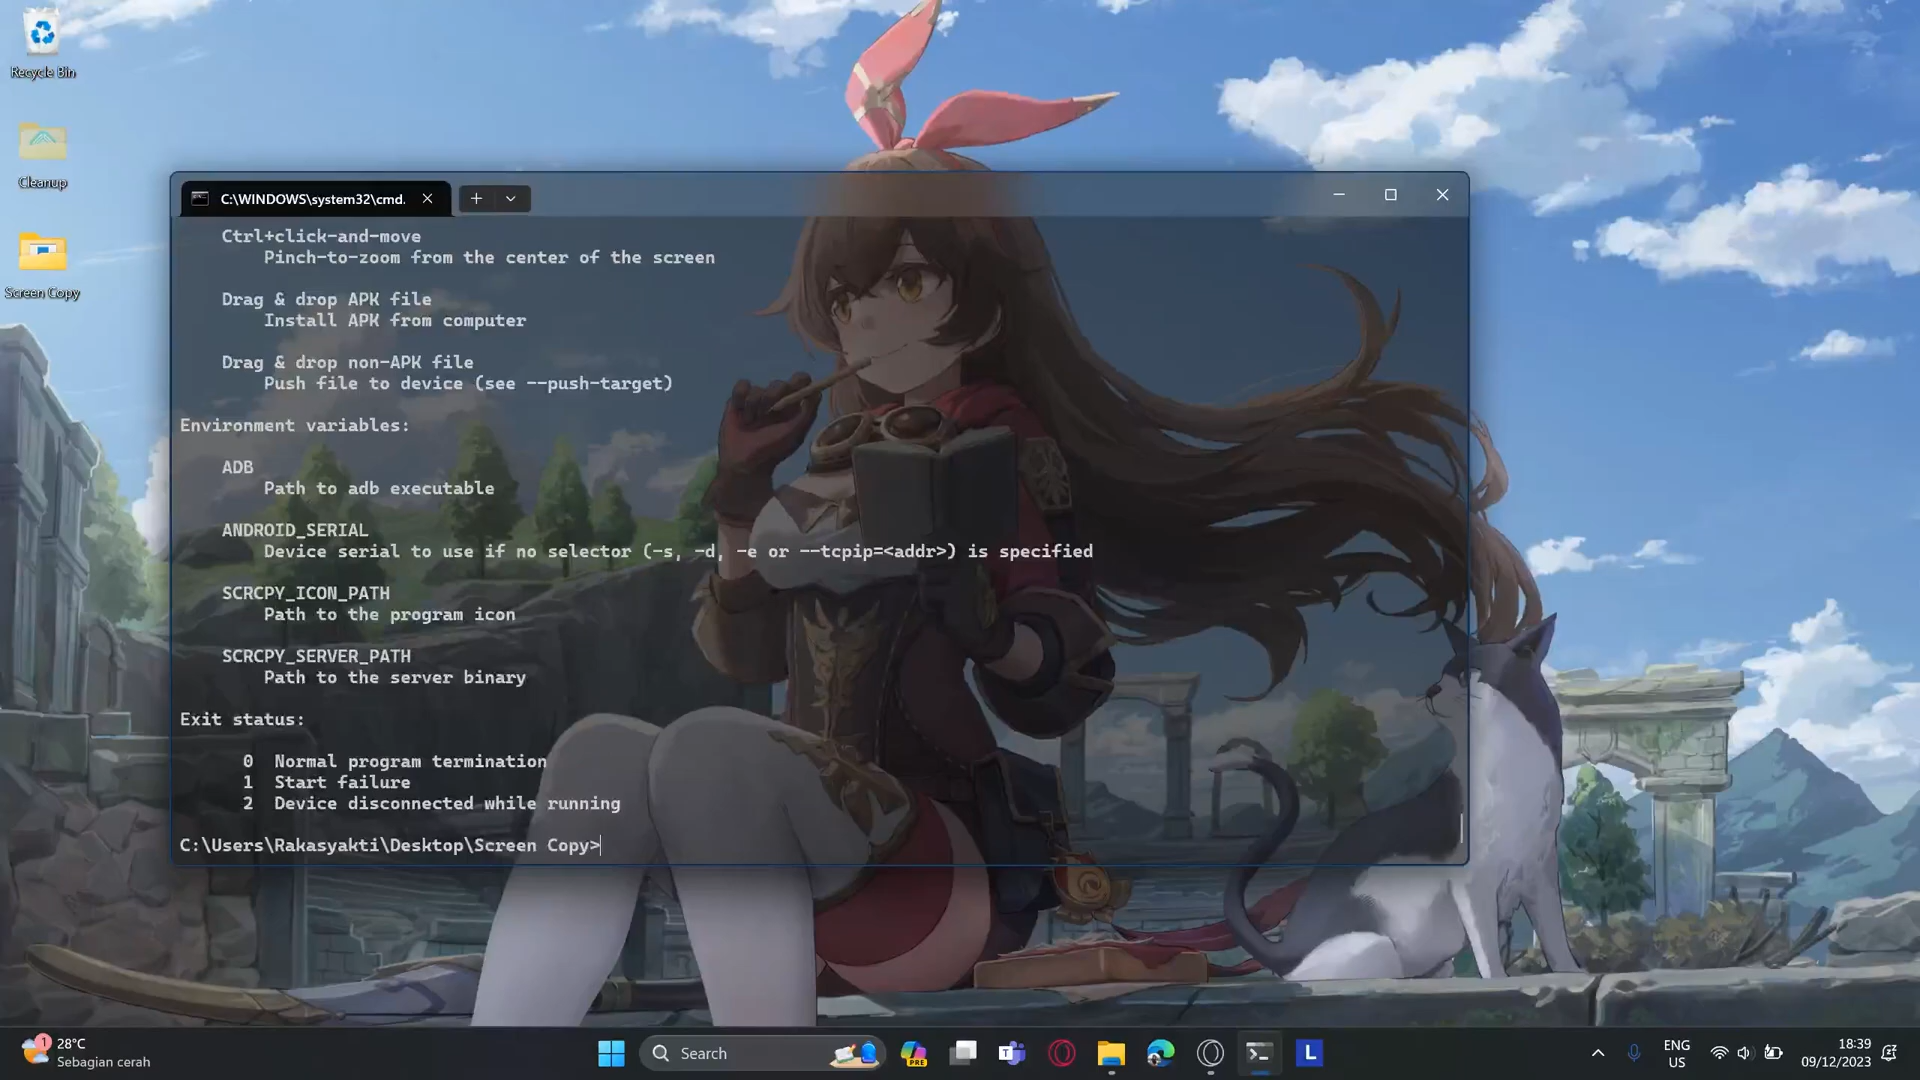 Recycle Bin
Cleanup
Screen Copy
C:\WINDOWS\system32\cmd.
Ctrl+click-and-move
Pinch-to-zoom from the center of the screen
Drag & drop APK file
Install APK from computer
Drag & drop non-APK file
Push file to device (see --push-target)
Environment variables:
ADB
Path to adb executable
ANDROID_SERIAL
Device serial to use if no selector (-s, -d, -e or --tcpip=<addr>) is specified
SCRCPY_ICON_PATH
Path to the program icon
SCRCPY_SERVER_PATH
Path to the server binary
Exit status:
0 Normal program termination
1 Start failure
2 Device disconnected while running
C:\Users\Rakasyakti\Desktop\Screen Copy>
1
28°C
Sebagian cerah
Search
PRE
T
L
ENG
US
18:39
09/12/2023